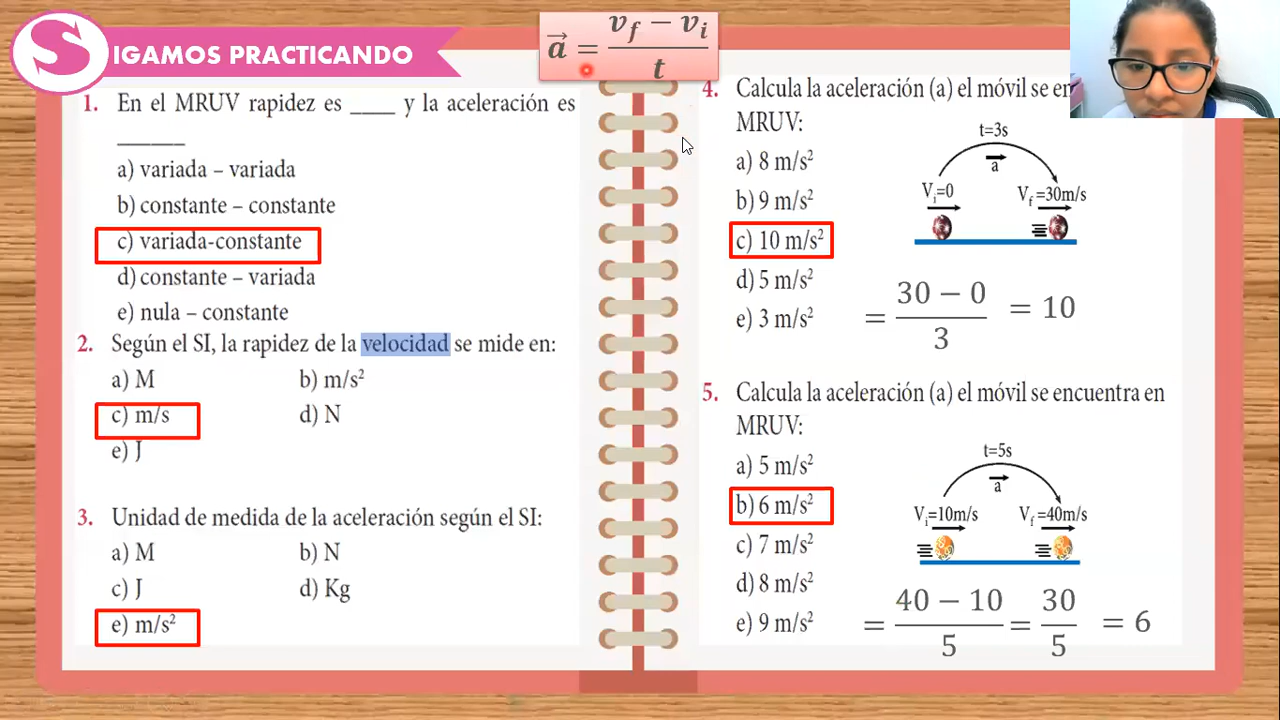 SIGAMOS PRACTICANDO
a⃗ = (v_f − v_i) / t
1. En el MRUV rapidez es ____ y la aceleración es
______
a) variada – variada
b) constante – constante
c) variada-constante
d) constante – variada
e) nula – constante
2. Según el SI, la rapidez de la velocidad se mide en:
a) M b) m/s²
c) m/s d) N
e) J
3. Unidad de medida de la aceleración según el SI:
a) M b) N
c) J d) Kg
e) m/s²
4. Calcula la aceleración (a) el móvil se
MRUV:
a) 8 m/s²
b) 9 m/s²
c) 10 m/s²
d) 5 m/s²
e) 3 m/s²
t=3s
a
Vi=0 Vf=30m/s
= (30 − 0) / 3 = 10
5. Calcula la aceleración (a) el móvil se encuentra en
MRUV:
a) 5 m/s²
b) 6 m/s²
c) 7 m/s²
d) 8 m/s²
e) 9 m/s²
t=5s
a
Vi=10m/s Vf=40m/s
= (40 − 10) / 5 = 30 / 5 = 6